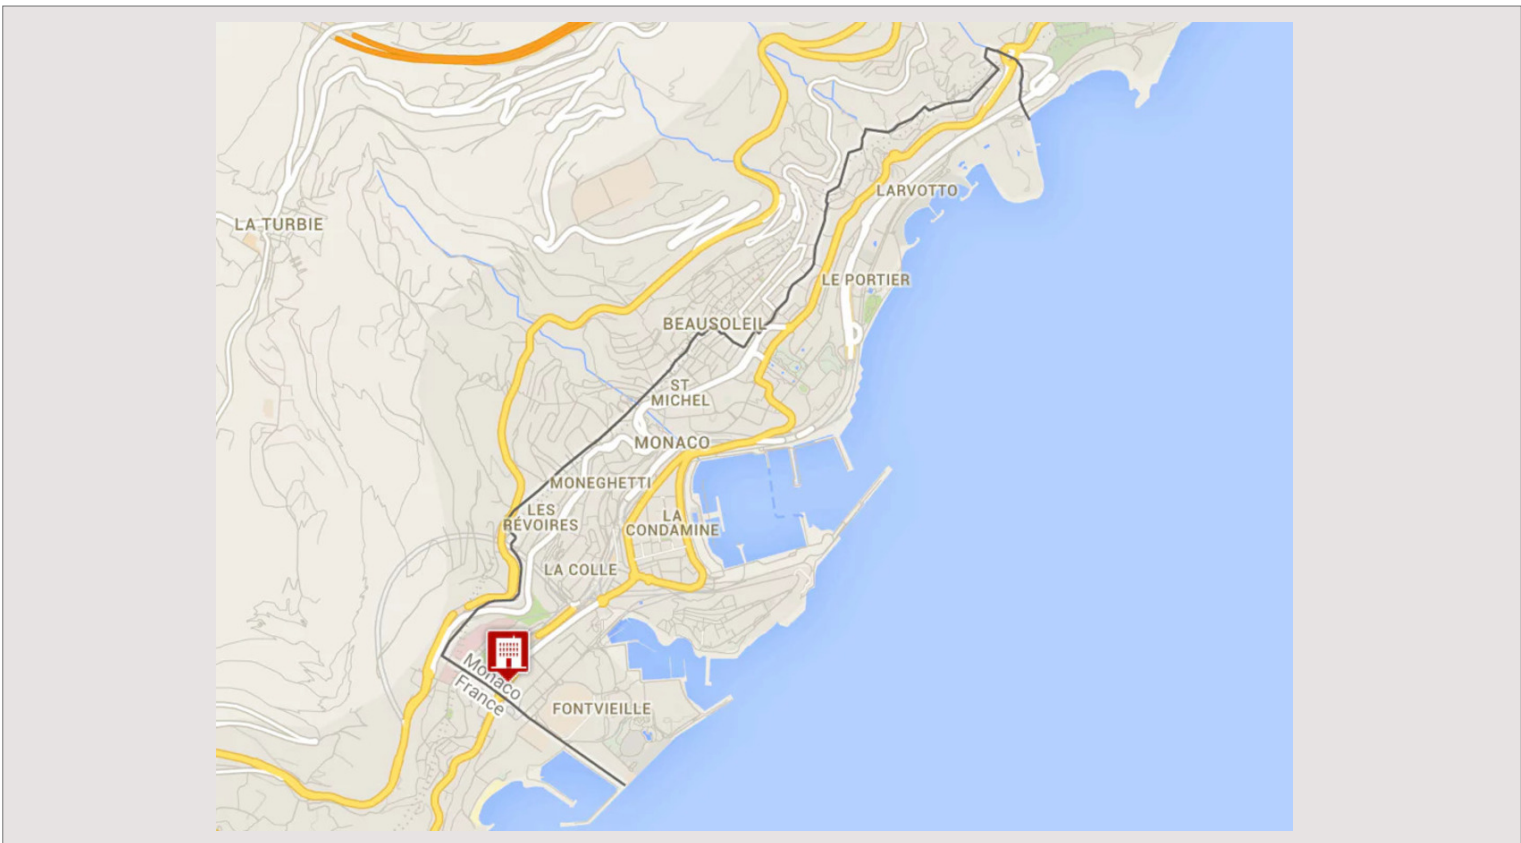 LARVOTTO
LA TURBIE
LE PORTIER
BEAUSOLEIL
ST
MICHEL
MONACO
MONEGHETTI
LES
RÉVOIRES
LA
CONDAMINE
LA COLLE
Monaco
France
FONTVIEILLE